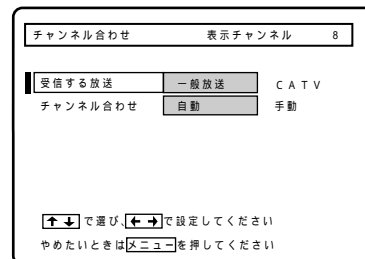 チャンネル合わせ 表示チャンネル 8
受信する放送 一般放送 CATV
チャンネル合わせ 自動 手動
↑↓で選び、←→で設定してください
やめたいときはメニューを押してください